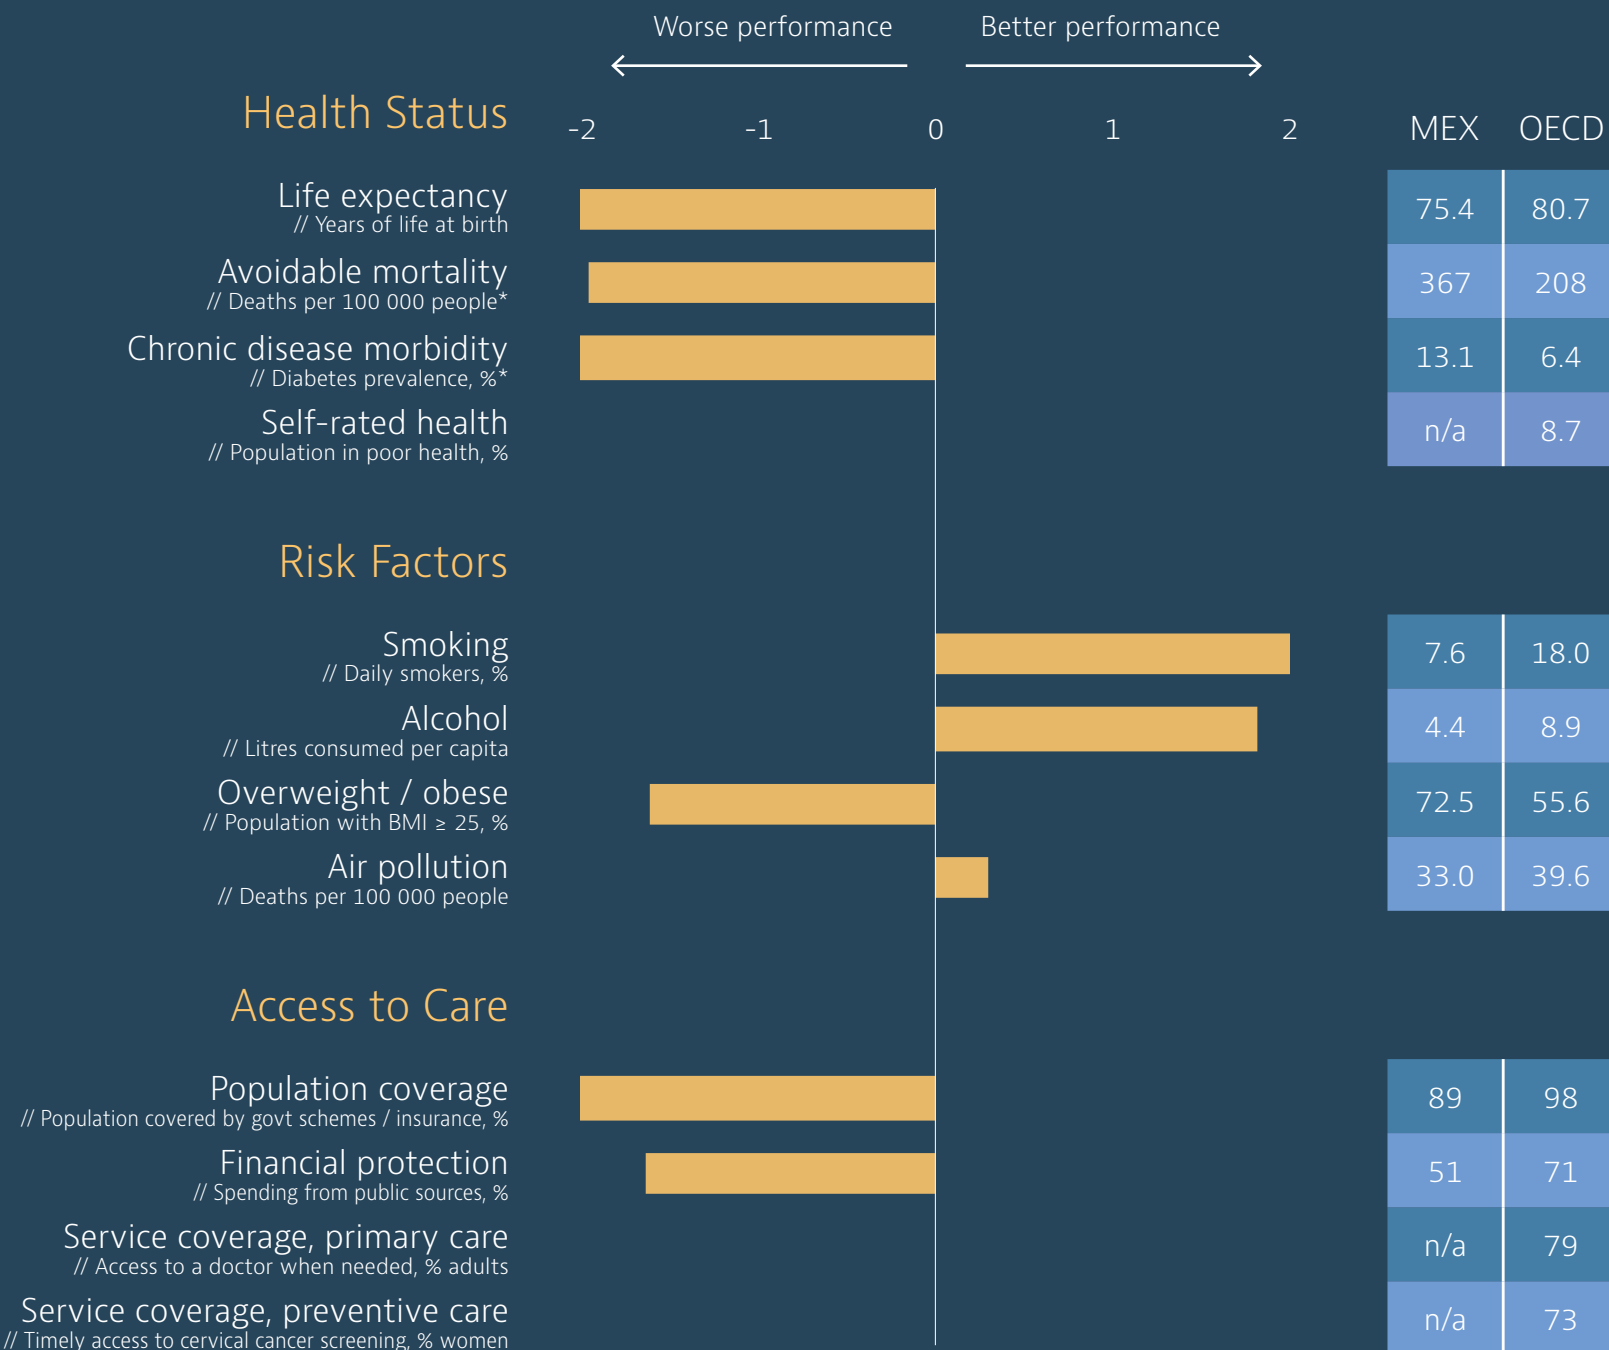 Worse performance Better performance
Health Status -2 -1 0 1 2 MEX OECD
Life expectancy
// Years of life at birth
75.4 80.7
Avoidable mortality
// Deaths per 100 000 people*
367 208
Chronic disease morbidity
// Diabetes prevalence, %*
13.1 6.4
Self-rated health
// Population in poor health, %
n/a 8.7
Risk Factors
Smoking
// Daily smokers, %
7.6 18.0
Alcohol
// Litres consumed per capita
4.4 8.9
Overweight / obese
// Population with BMI ≥ 25, %
72.5 55.6
Air pollution
// Deaths per 100 000 people
33.0 39.6
Access to Care
Population coverage
// Population covered by govt schemes / insurance, %
89 98
Financial protection
// Spending from public sources, %
51 71
Service coverage, primary care
// Access to a doctor when needed, % adults
n/a 79
Service coverage, preventive care
// Timely access to cervical cancer screening, % women
n/a 73